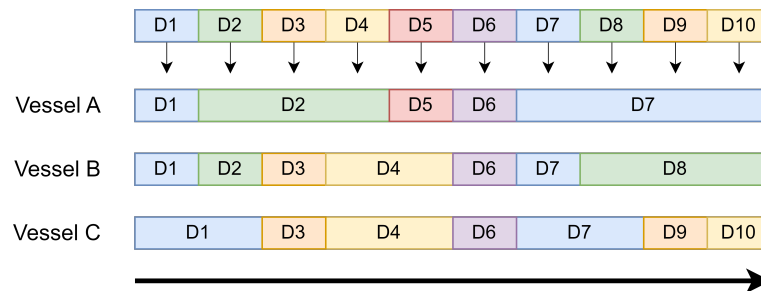 D1 D2 D3 D4 D5 D6 D7 D8 D9 D10
Vessel A D1 D2 D5 D6 D7
Vessel B D1 D2 D3 D4 D6 D7 D8
Vessel C D1 D3 D4 D6 D7 D9 D10